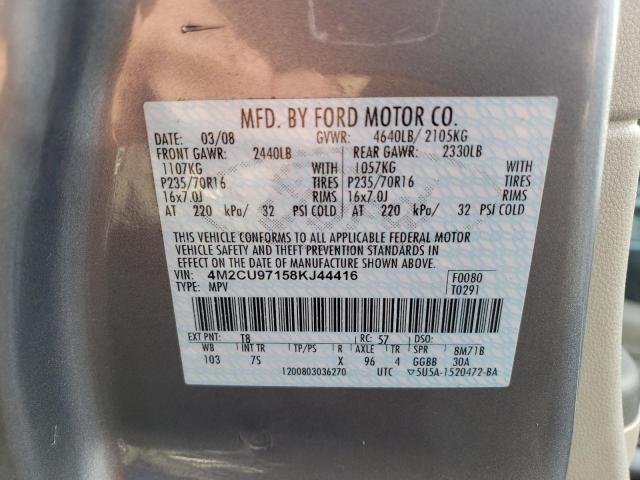 MFD. BY FORD MOTOR CO.
DATE: 03/08 GVWR: 4640LB/ 2105KG
FRONT GAWR: 2440LB REAR GAWR: 2330LB
1107KG WITH 1057KG WITH
P235/70R16 TIRES P235/70R16 TIRES
16x7.0J RIMS 16x7.0J RIMS
AT 220 kPa/ 32 PSI COLD AT 220 kPa/ 32 PSI COLD
THIS VEHICLE CONFORMS TO ALL APPLICABLE FEDERAL MOTOR
VEHICLE SAFETY AND THEFT PREVENTION STANDARDS IN
EFFECT ON THE DATE OF MANUFACTURE SHOWN ABOVE.
VIN: 4M2CU97158KJ44416 F0080
TYPE: MPV T0291
EXT PNT: T8 RC: 57 DSO:
WB INT TR TP/PS R AXLE TR SPR 8M71B
103 7S X 96 4 GGBB 30A
1200803036270 UTC ▽5U5A-1520472-BA